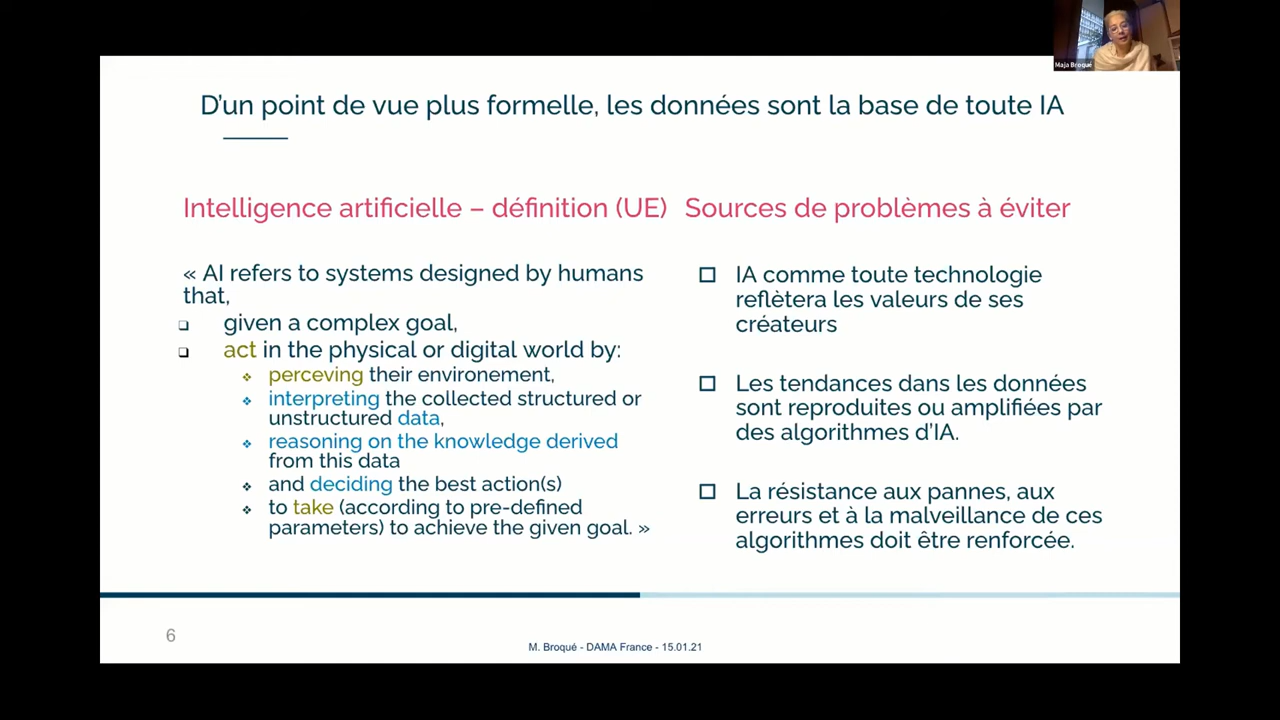 Maja Broqué
D'un point de vue plus formelle, les données sont la base de toute IA
Intelligence artificielle – définition (UE)
« AI refers to systems designed by humans
that,
given a complex goal,
act in the physical or digital world by:
perceving their environement,
interpreting the collected structured or
unstructured data,
reasoning on the knowledge derived
from this data
and deciding the best action(s)
to take (according to pre-defined
parameters) to achieve the given goal. »
Sources de problèmes à éviter
IA comme toute technologie
reflètera les valeurs de ses
créateurs
Les tendances dans les données
sont reproduites ou amplifiées par
des algorithmes d'IA.
La résistance aux pannes, aux
erreurs et à la malveillance de ces
algorithmes doit être renforcée.
6
M. Broqué - DAMA France - 15.01.21